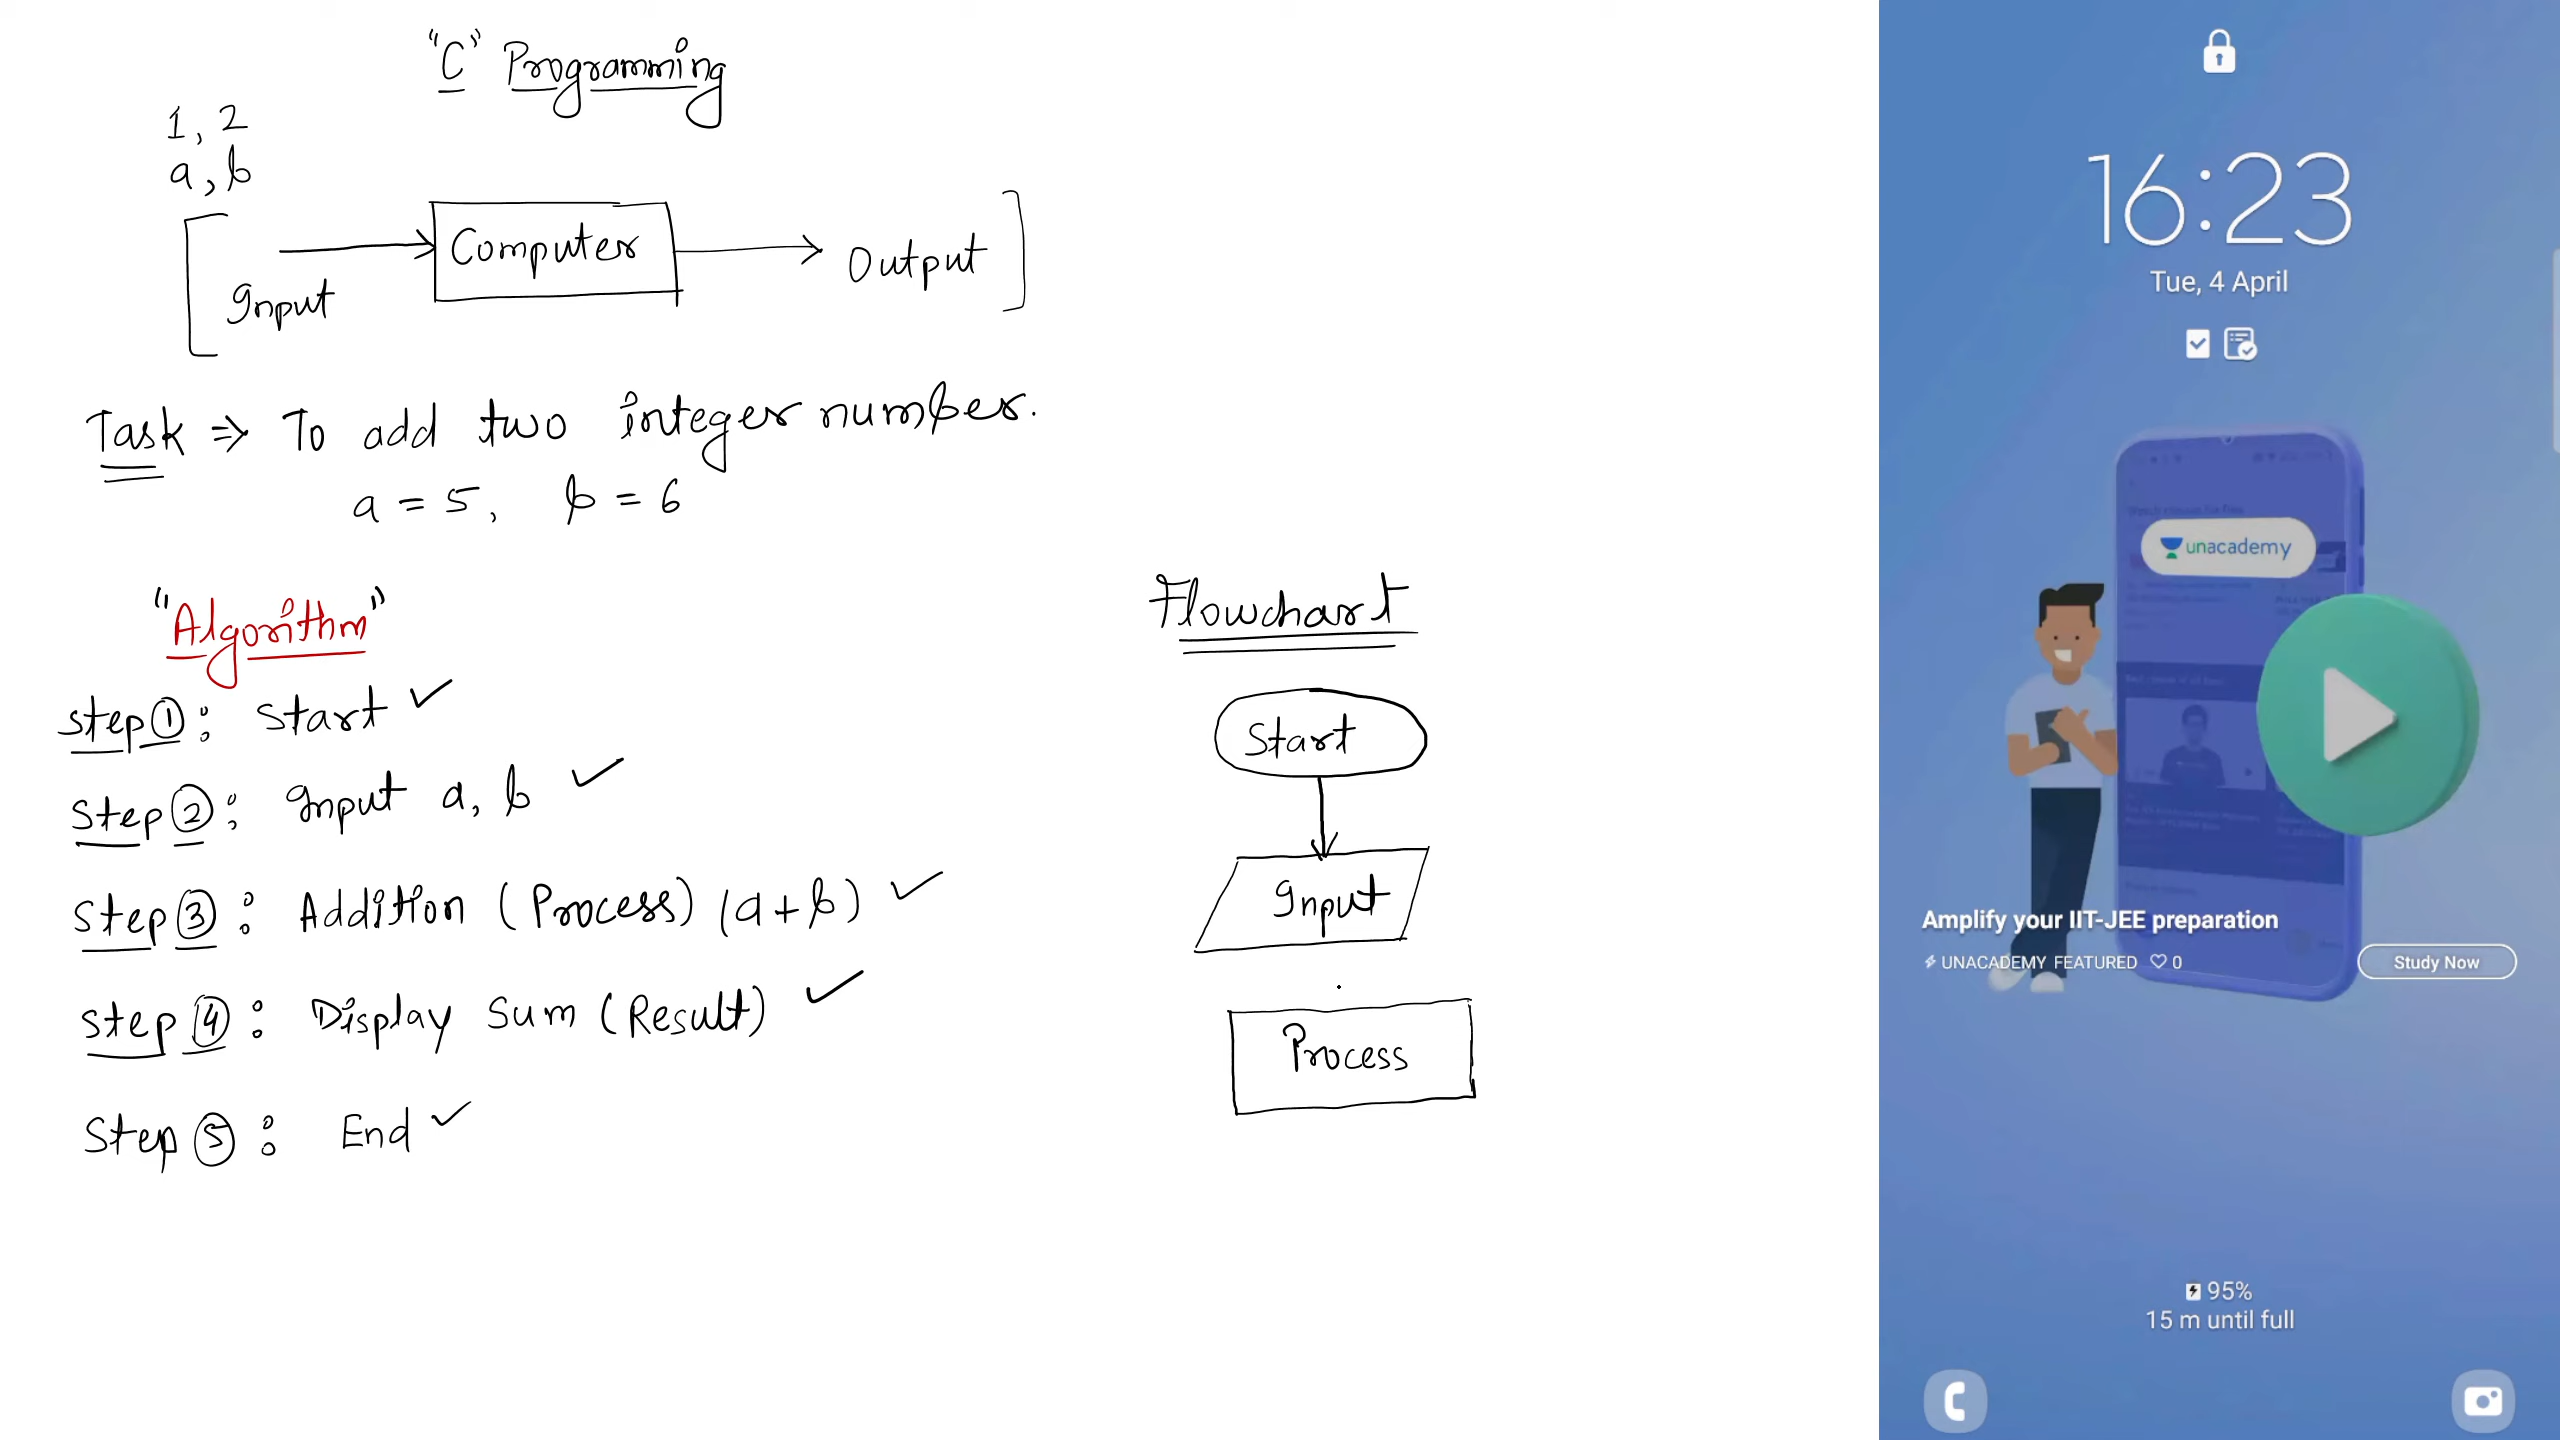 "C" Programming
1, 2
a, b
Input
Computer
Output
Task ⇒ To add two integer number.
a = 5, b = 6
"Algorithm"
Step ① : Start ✓
Step ② : Input a, b ✓
Step ③ : Addition (Process) (a+b) ✓
Step ④ : Display Sum (Result) ✓
Step ⑤ : End ✓
Flowchart
Start
Input
Process
16:23
Tue, 4 April
unacademy
Amplify your IIT-JEE preparation
UNACADEMY FEATURED ♡ 0
Study Now
95%
15 m until full